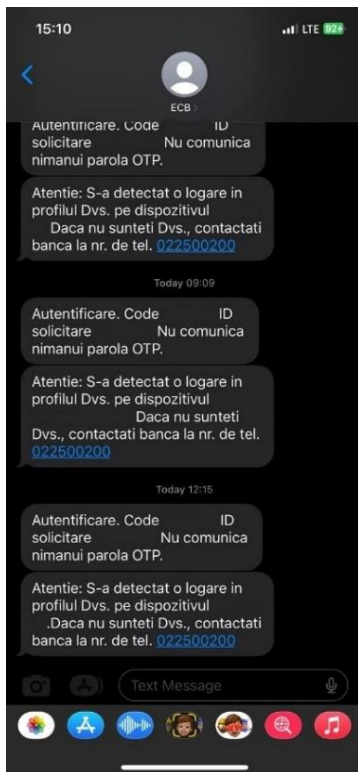 15:10
LTE 92+
ECB >
Autentificare. Code ID
solicitare Nu comunica
nimanui parola OTP.
Atentie: S-a detectat o logare in
profilul Dvs. pe dispozitivul
Daca nu sunteti Dvs., contactati
banca la nr. de tel. 022500200
Today 09:09
Autentificare. Code ID
solicitare Nu comunica
nimanui parola OTP.
Atentie: S-a detectat o logare in
profilul Dvs. pe dispozitivul
Daca nu sunteti
Dvs., contactati banca la nr. de tel.
022500200
Today 12:15
Autentificare. Code ID
solicitare Nu comunica
nimanui parola OTP.
Atentie: S-a detectat o logare in
profilul Dvs. pe dispozitivul
.Daca nu sunteti Dvs., contactati
banca la nr. de tel. 022500200
Text Message